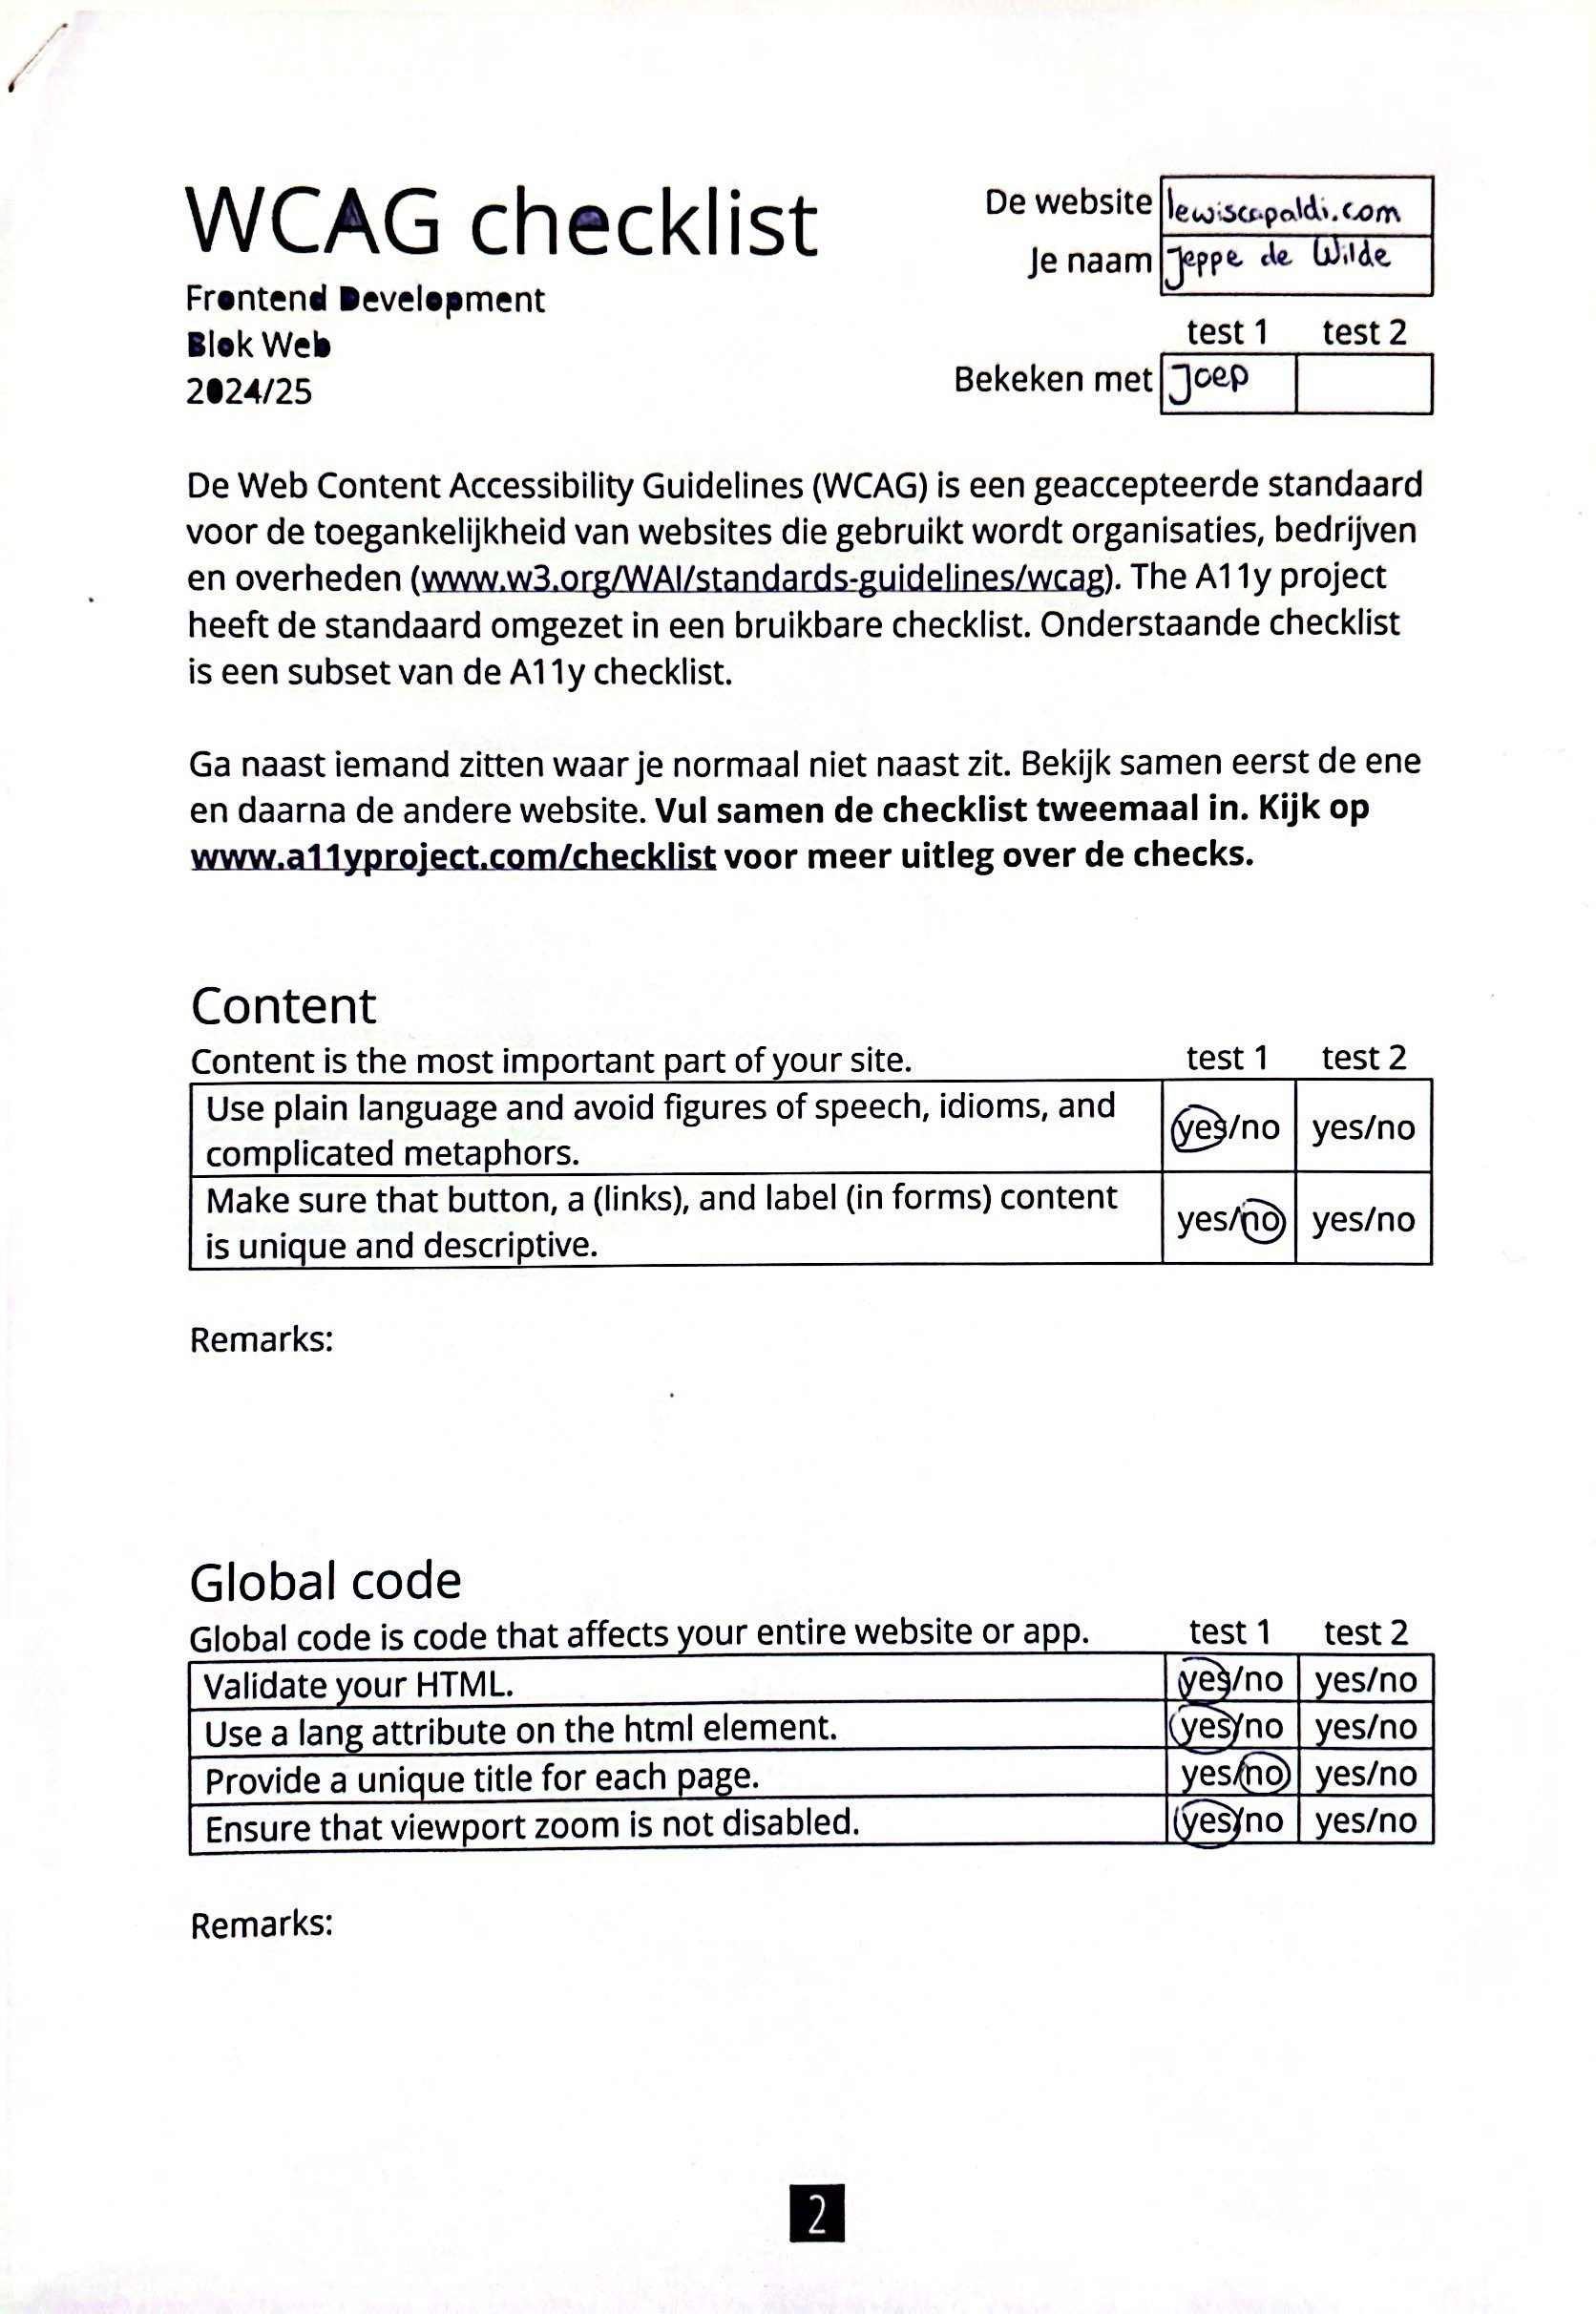 WCAG checklist
Frontend Development
Blok Web
2024/25
De website lewiscapaldi.com
Je naam Jeppe de Wilde
test 1 test 2
Bekeken met Joep
De Web Content Accessibility Guidelines (WCAG) is een geaccepteerde standaard
voor de toegankelijkheid van websites die gebruikt wordt organisaties, bedrijven
en overheden (www.w3.org/WAI/standards-guidelines/wcag). The A11y project
heeft de standaard omgezet in een bruikbare checklist. Onderstaande checklist
is een subset van de A11y checklist.
Ga naast iemand zitten waar je normaal niet naast zit. Bekijk samen eerst de ene
en daarna de andere website. Vul samen de checklist tweemaal in. Kijk op
www.a11yproject.com/checklist voor meer uitleg over de checks.
Content
Content is the most important part of your site. test 1 test 2
Use plain language and avoid figures of speech, idioms, and
complicated metaphors. yes/no yes/no
Make sure that button, a (links), and label (in forms) content
is unique and descriptive. yes/no yes/no
Remarks:
Global code
Global code is code that affects your entire website or app. test 1 test 2
Validate your HTML. yes/no yes/no
Use a lang attribute on the html element. yes/no yes/no
Provide a unique title for each page. yes/no yes/no
Ensure that viewport zoom is not disabled. yes/no yes/no
Remarks:
2